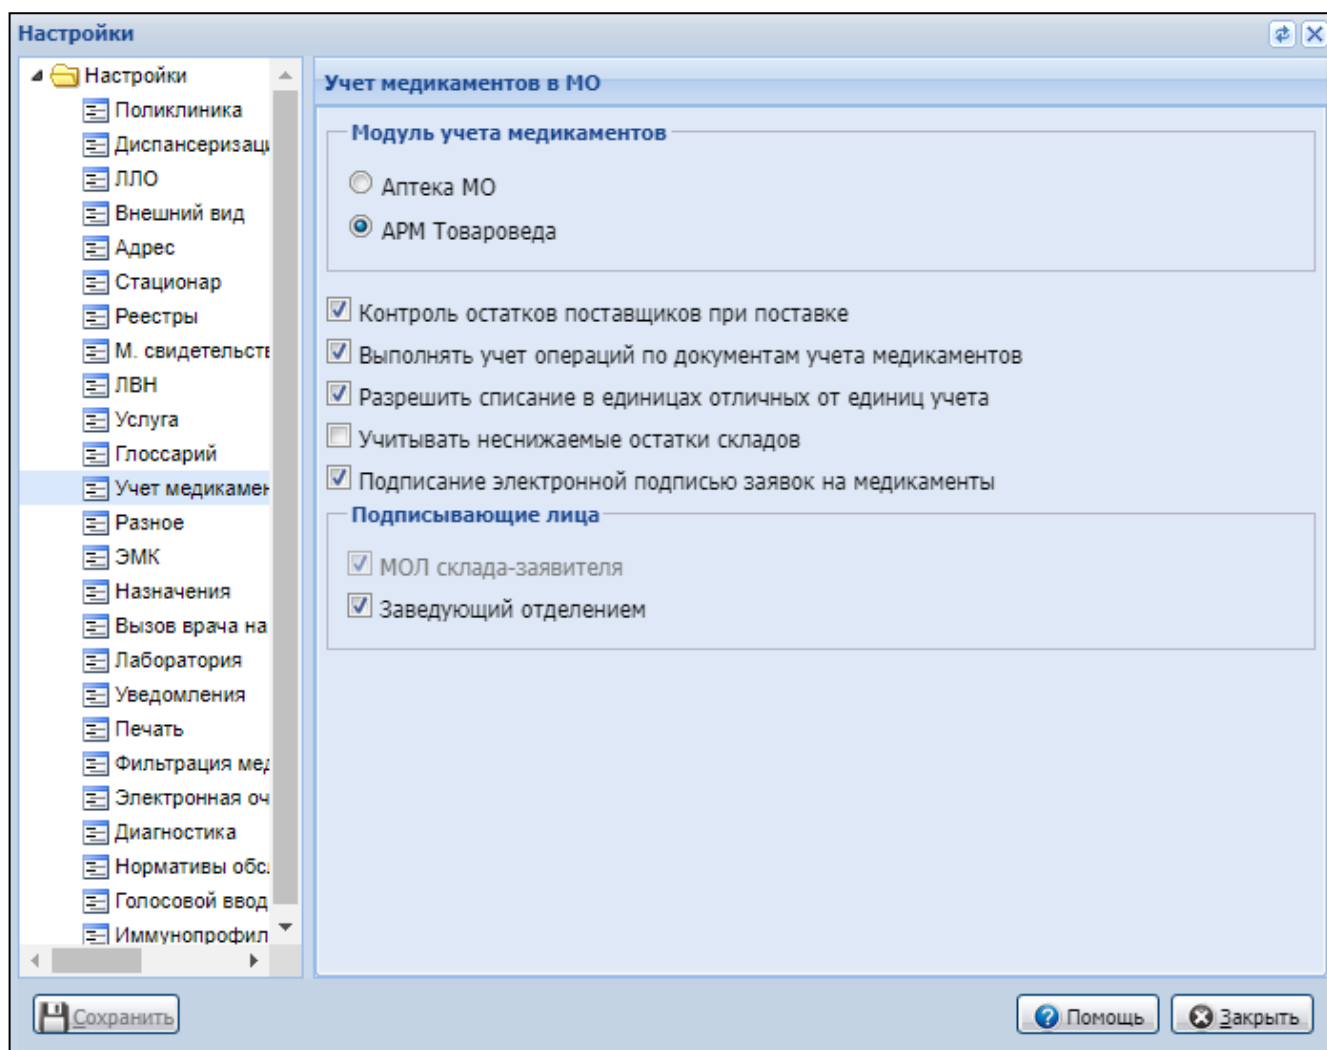 Настройки
Настройки
Поликлиника
Диспансеризаци
ЛЛО
Внешний вид
Адрес
Стационар
Реестры
М. свидетельств
ЛВН
Услуга
Глоссарий
Учет медикамен
Разное
ЭМК
Назначения
Вызов врача на
Лаборатория
Уведомления
Печать
Фильтрация мед
Электронная оч
Диагностика
Нормативы обсл
Голосовой ввод
Иммунопрофил
Учет медикаментов в МО
Модуль учета медикаментов
Аптека МО
АРМ Товароведа
Контроль остатков поставщиков при поставке
Выполнять учет операций по документам учета медикаментов
Разрешить списание в единицах отличных от единиц учета
Учитывать неснижаемые остатки складов
Подписание электронной подписью заявок на медикаменты
Подписывающие лица
МОЛ склада-заявителя
Заведующий отделением
Сохранить
Помощь
Закрыть